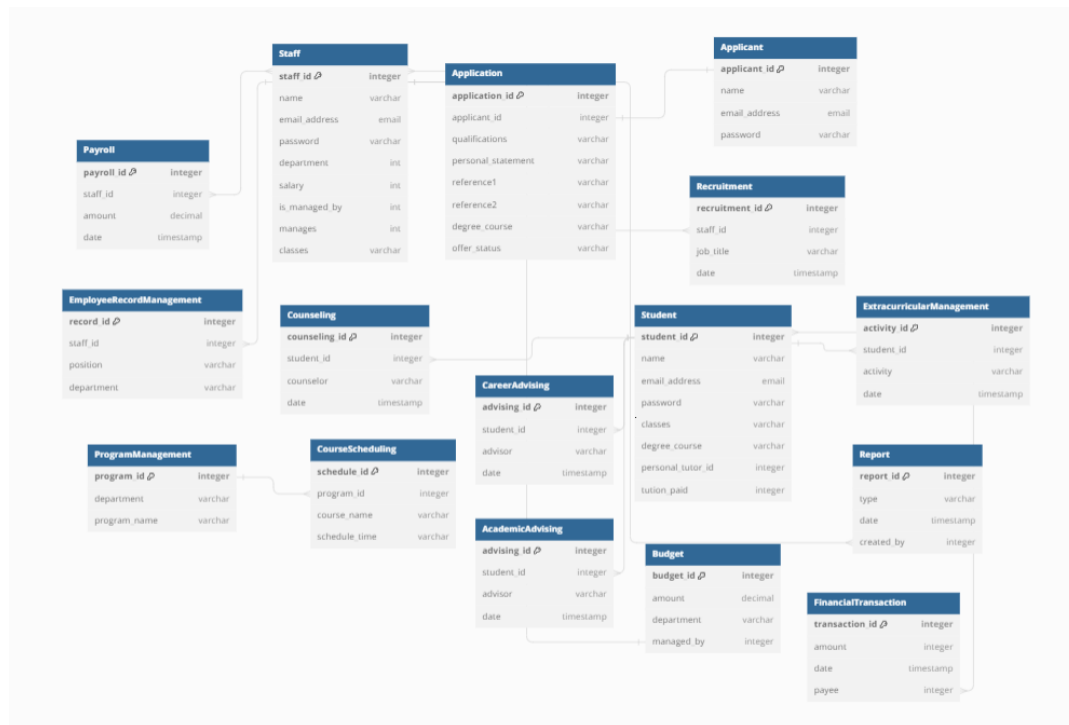 Staff
staff_id integer
name varchar
email_address email
password varchar
department int
salary int
is_managed_by int
manages int
classes varchar
Application
application_id integer
applicant_id integer
qualifications varchar
personal_statement varchar
reference1 varchar
reference2 varchar
degree_course varchar
offer_status varchar
Applicant
applicant_id integer
name varchar
email_address email
password varchar
Payroll
payroll_id integer
staff_id integer
amount decimal
date timestamp
Recruitment
recruitment_id integer
staff_id integer
job_title varchar
date timestamp
EmployeeRecordManagement
record_id integer
staff_id integer
position varchar
department varchar
Counseling
counseling_id integer
student_id integer
counselor varchar
date timestamp
Student
student_id integer
name varchar
email_address email
password varchar
classes varchar
degree_course varchar
personal_tutor_id integer
tution_paid integer
ExtracurricularManagement
activity_id integer
student_id integer
activity varchar
date timestamp
CareerAdvising
advising_id integer
student_id integer
advisor varchar
date timestamp
ProgramManagement
program_id integer
department varchar
program_name varchar
CourseScheduling
schedule_id integer
program_id integer
course_name varchar
schedule_time varchar
Report
report_id integer
type varchar
date timestamp
created_by integer
AcademicAdvising
advising_id integer
student_id integer
advisor varchar
date timestamp
Budget
budget_id integer
amount decimal
department varchar
managed_by integer
FinancialTransaction
transaction_id integer
amount integer
date timestamp
payee integer